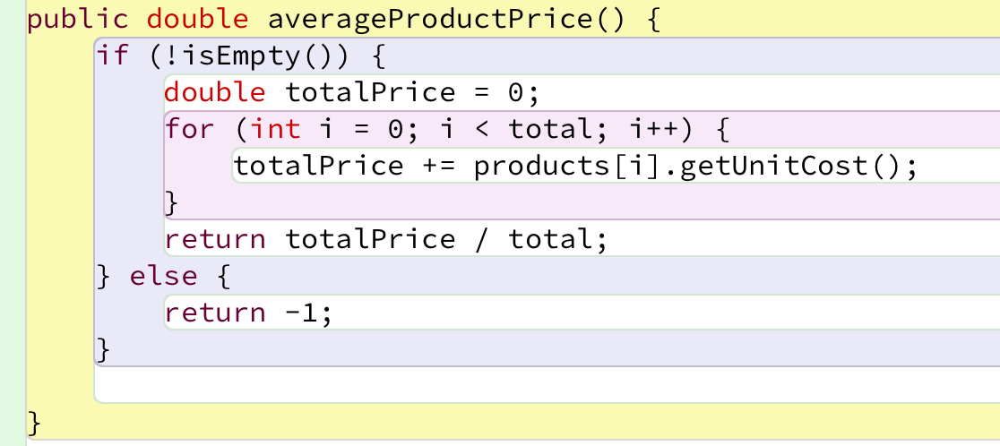 public double averageProductPrice() {
    if (!isEmpty()) {
        double totalPrice = 0;
        for (int i = 0; i < total; i++) {
            totalPrice += products[i].getUnitCost();
        }
        return totalPrice / total;
    } else {
        return -1;
    }
}